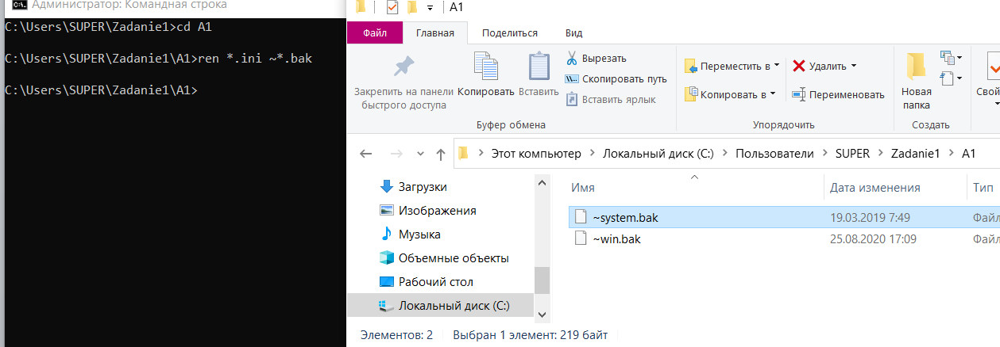 Администратор: Командная строка
C:\Users\SUPER\Zadanie1>cd A1
C:\Users\SUPER\Zadanie1\A1>ren *.ini ~*.bak
C:\Users\SUPER\Zadanie1\A1>
A1
Файл Главная Поделиться Вид
Закрепить на панели быстрого доступа
Копировать
Вставить
Вырезать
Скопировать путь
Вставить ярлык
Буфер обмена
Переместить в
Копировать в
Удалить
Переименовать
Упорядочить
Новая папка
Создать
Свой
Этот компьютер > Локальный диск (C:) > Пользователи > SUPER > Zadanie1 > A1
Загрузки
Изображения
Музыка
Объемные объекты
Рабочий стол
Локальный диск (C:)
Имя Дата изменения Тип
~system.bak 19.03.2019 7:49 Файл
~win.bak 25.08.2020 17:09 Файл
Элементов: 2 Выбран 1 элемент: 219 байт